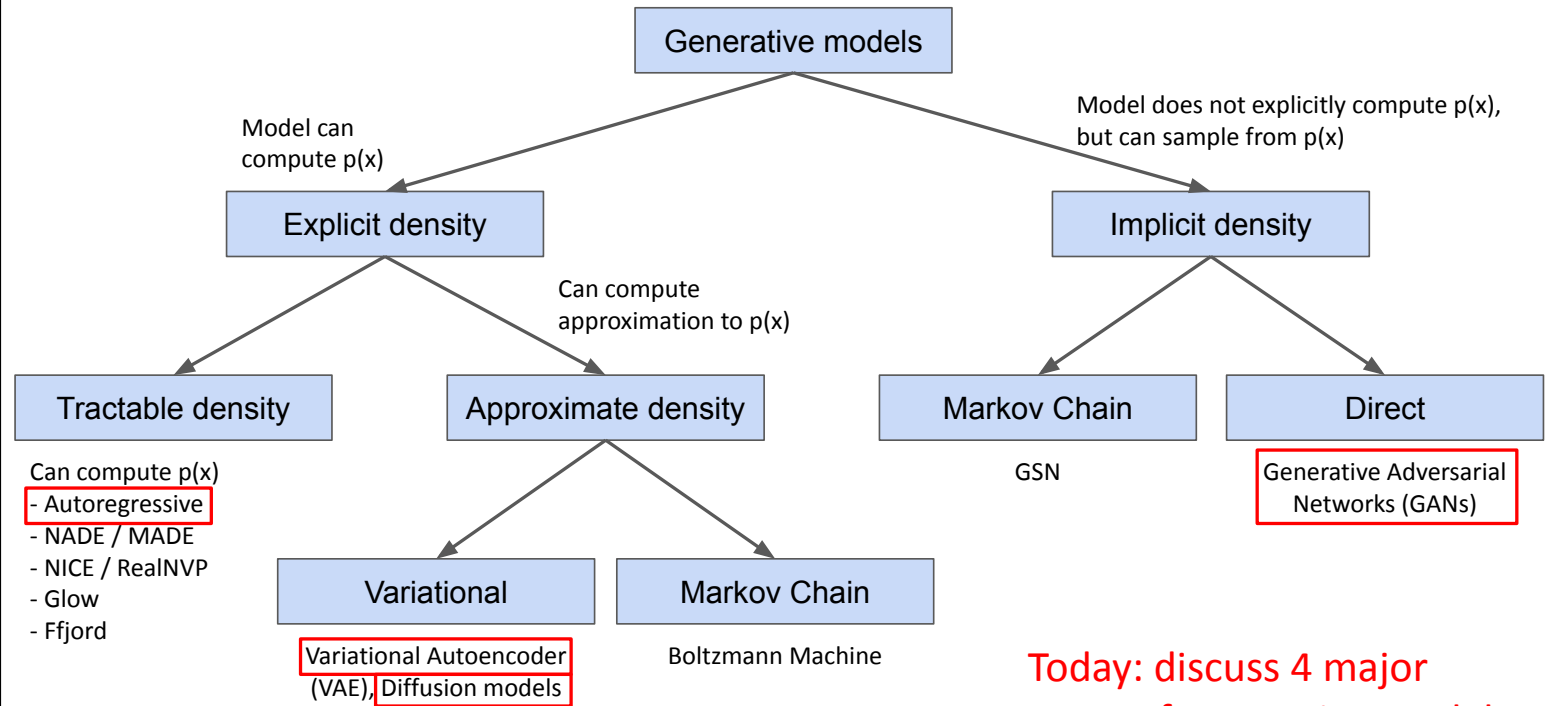 Generative models
Model can
compute p(x)
Model does not explicitly compute p(x),
but can sample from p(x)
Explicit density
Implicit density
Can compute
approximation to p(x)
Tractable density
Approximate density
Markov Chain
Direct
Can compute p(x)
- Autoregressive
- NADE / MADE
- NICE / RealNVP
- Glow
- Ffjord
GSN
Generative Adversarial
Networks (GANs)
Variational
Markov Chain
Variational Autoencoder
(VAE), Diffusion models
Boltzmann Machine
Today: discuss 4 major